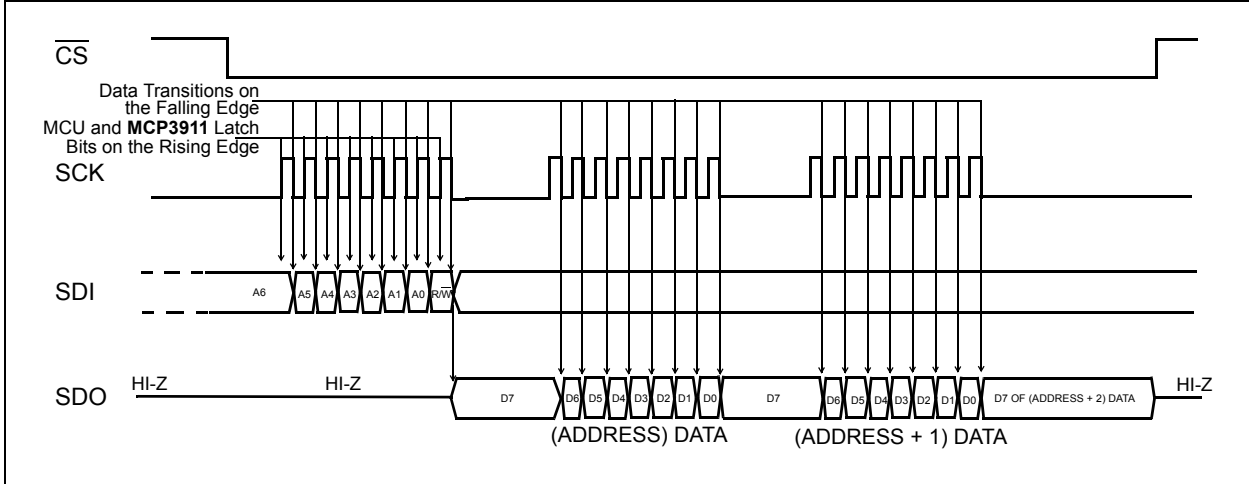 CS
Data Transitions on
the Falling Edge
MCU and MCP3911 Latch
Bits on the Rising Edge
SCK
SDI
A6 A5 A4 A3 A2 A1 A0 R/W
SDO
HI-Z HI-Z D7 D6 D5 D4 D3 D2 D1 D0 D7 D6 D5 D4 D3 D2 D1 D0 D7 OF (ADDRESS + 2) DATA HI-Z
(ADDRESS) DATA (ADDRESS + 1) DATA